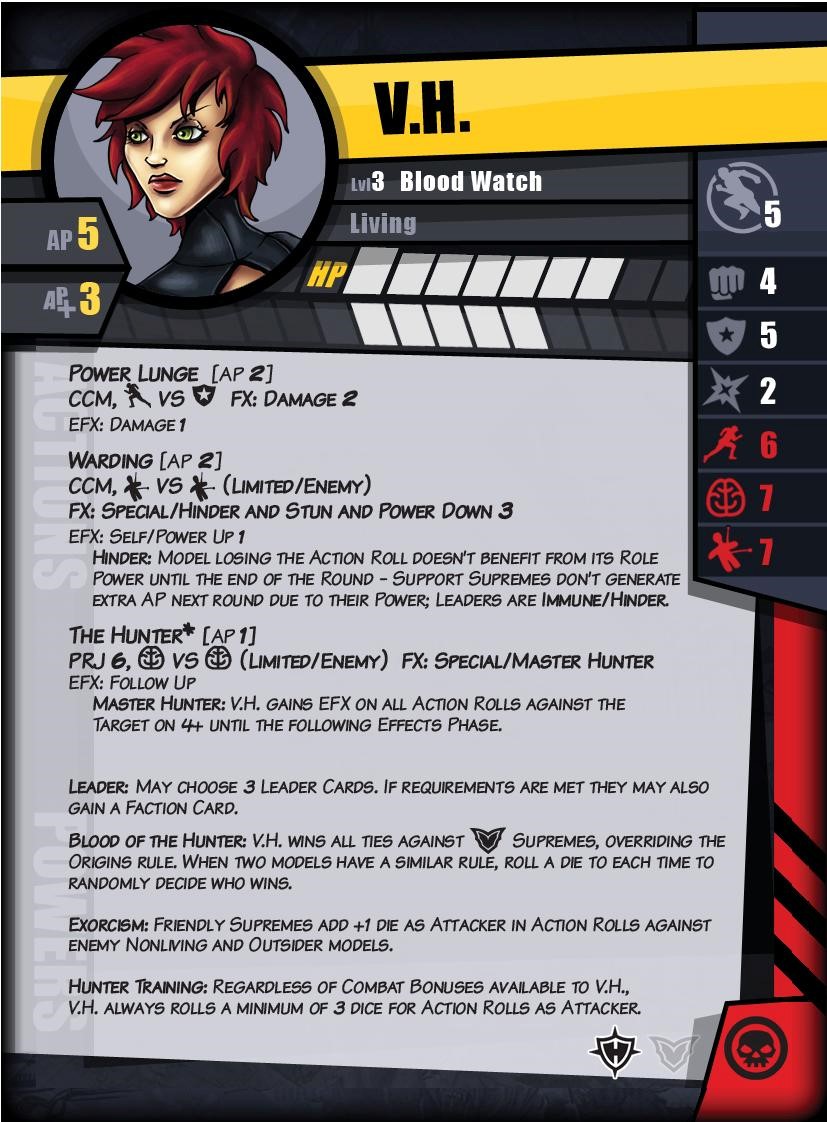 V.H.
Lvl3 Blood Watch
Living
AP 5
AP+ 3
HP
5
4
5
2
6
7
7
ACTIONS
POWER LUNGE [AP 2]
CCM, VS FX: DAMAGE 2
EFX: DAMAGE 1
WARDING [AP 2]
CCM, VS (LIMITED/ENEMY)
FX: SPECIAL/HINDER AND STUN AND POWER DOWN 3
EFX: SELF/POWER UP 1
HINDER: MODEL LOSING THE ACTION ROLL DOESN'T BENEFIT FROM ITS ROLE
POWER UNTIL THE END OF THE ROUND - SUPPORT SUPREMES DON'T GENERATE
EXTRA AP NEXT ROUND DUE TO THEIR POWER; LEADERS ARE IMMUNE/HINDER.
THE HUNTER* [AP 1]
PRJ 6, VS (LIMITED/ENEMY) FX: SPECIAL/MASTER HUNTER
EFX: FOLLOW UP
MASTER HUNTER: V.H. GAINS EFX ON ALL ACTION ROLLS AGAINST THE
TARGET ON 4+ UNTIL THE FOLLOWING EFFECTS PHASE.
POWERS
LEADER: MAY CHOOSE 3 LEADER CARDS. IF REQUIREMENTS ARE MET THEY MAY ALSO
GAIN A FACTION CARD.
BLOOD OF THE HUNTER: V.H. WINS ALL TIES AGAINST SUPREMES, OVERRIDING THE
ORIGINS RULE. WHEN TWO MODELS HAVE A SIMILAR RULE, ROLL A DIE TO EACH TIME TO
RANDOMLY DECIDE WHO WINS.
EXORCISM: FRIENDLY SUPREMES ADD +1 DIE AS ATTACKER IN ACTION ROLLS AGAINST
ENEMY NONLIVING AND OUTSIDER MODELS.
HUNTER TRAINING: REGARDLESS OF COMBAT BONUSES AVAILABLE TO V.H.,
V.H. ALWAYS ROLLS A MINIMUM OF 3 DICE FOR ACTION ROLLS AS ATTACKER.
H